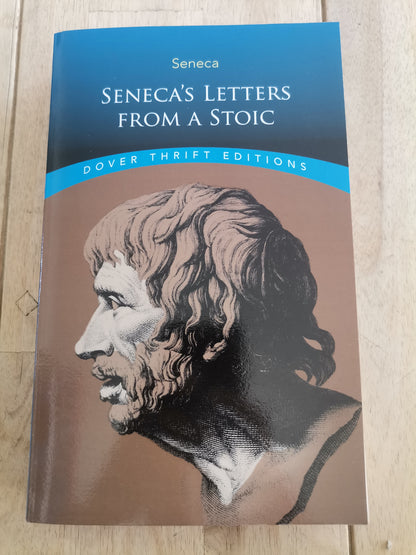 Seneca
SENECA'S LETTERS
FROM A STOIC
DOVER THRIFT EDITIONS